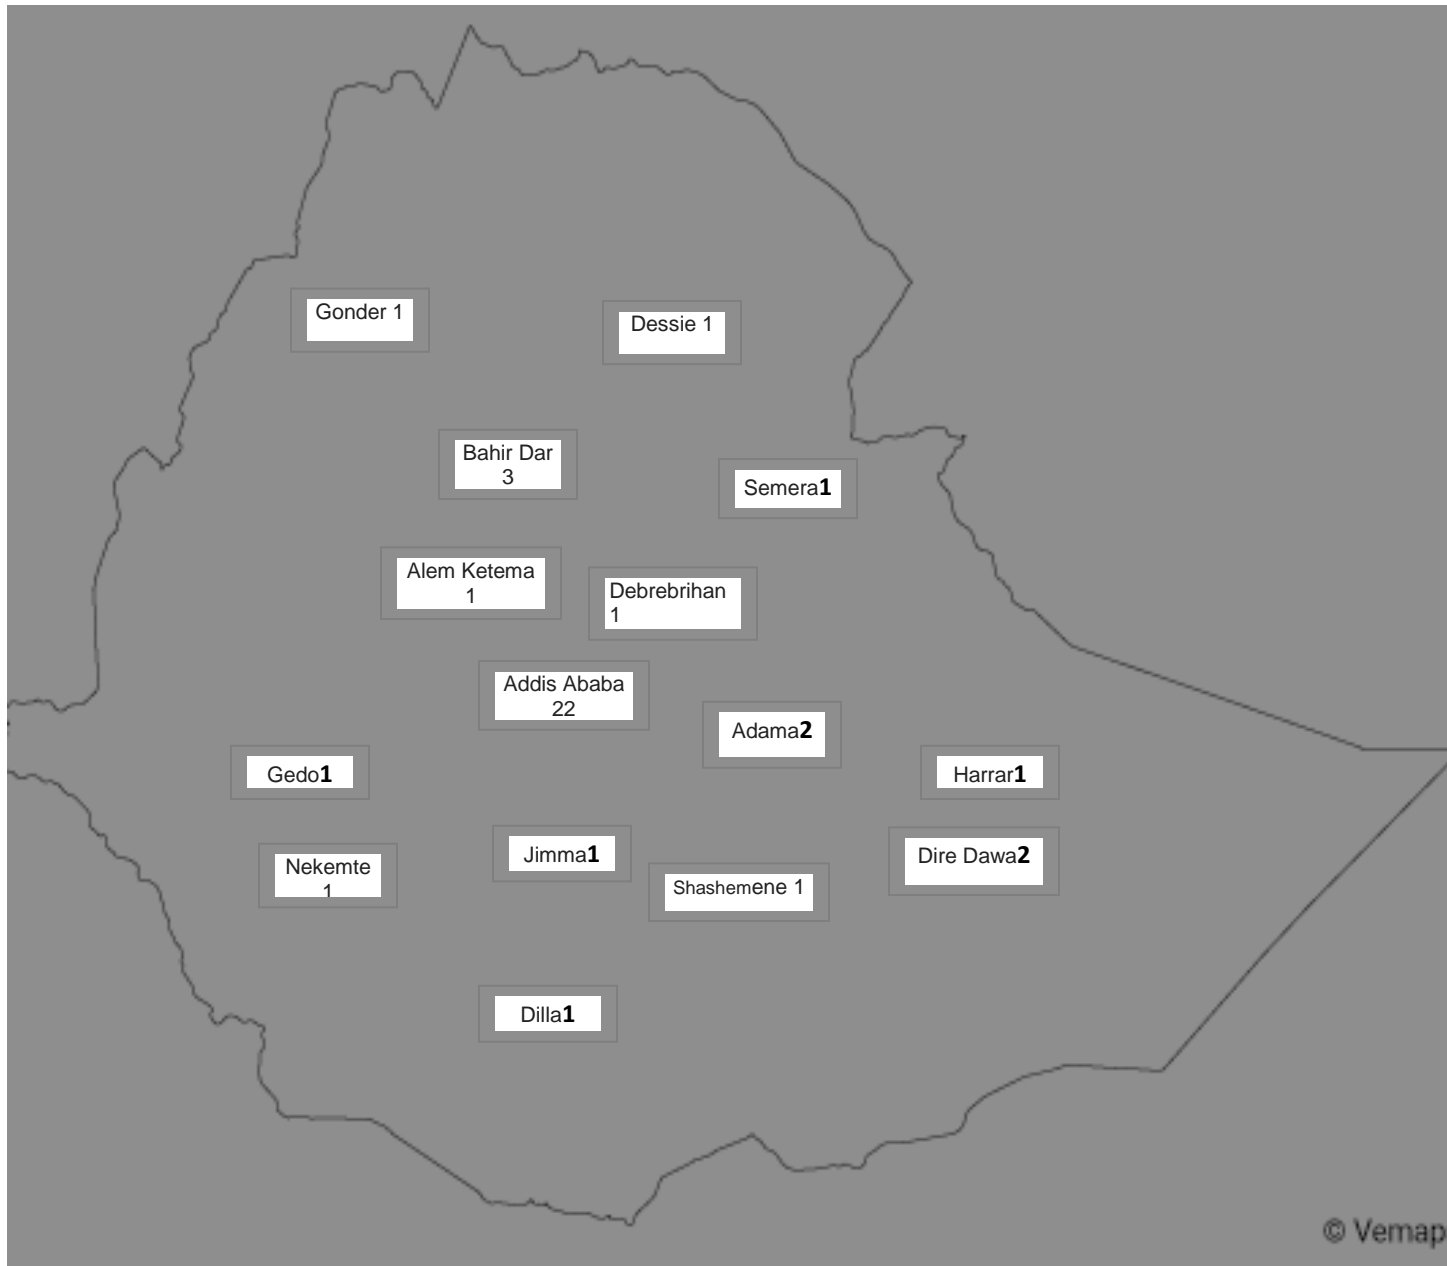 Gonder 1
Dessie 1
Bahir Dar
3
Semera1
Alem Ketema
1
Debrebrihan
1
Addis Ababa
22
Adama2
Gedo1
Harrar1
Jimma1
Dire Dawa2
Nekemte
1
Shashemene 1
Dilla1
© Vemap